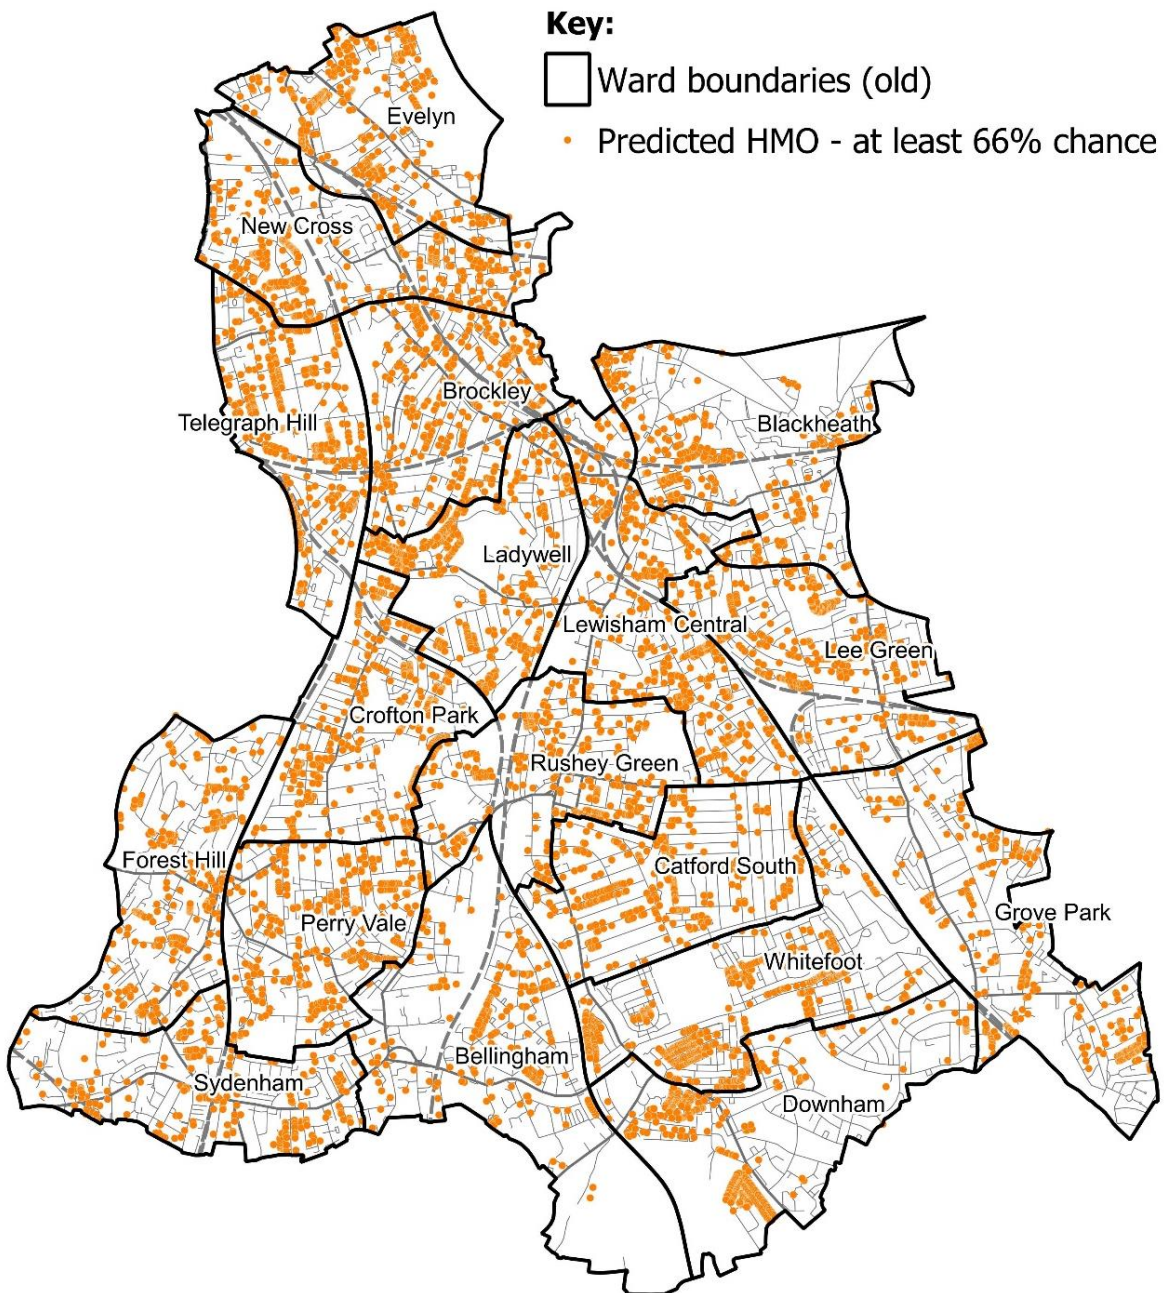 Key:
Ward boundaries (old)
Predicted HMO - at least 66% chance
Evelyn
New Cross
Brockley
Telegraph Hill
Blackheath
Ladywell
Lewisham Central
Lee Green
Crofton Park
Rushey Green
Forest Hill
Catford South
Perry Vale
Grove Park
Whitefoot
Bellingham
Sydenham
Downham